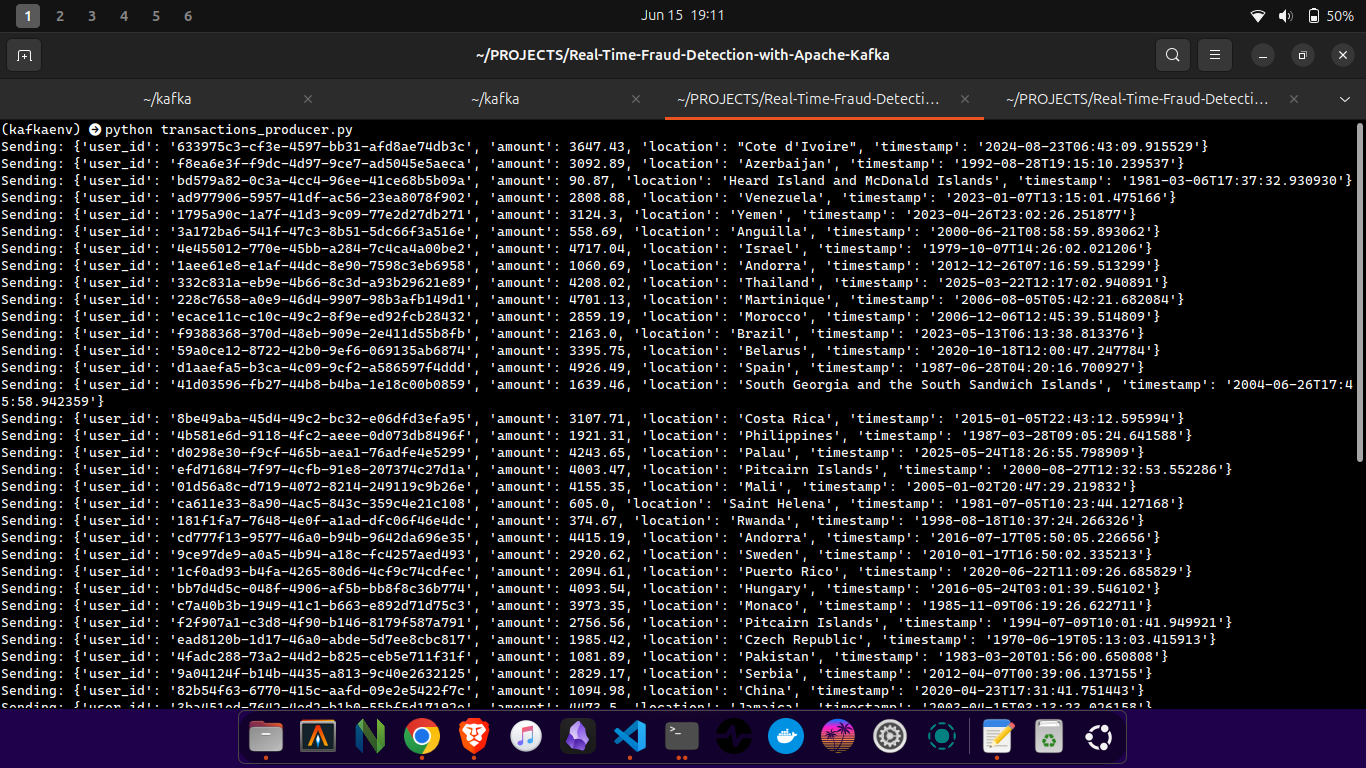 1 2 3 4 5 6 Jun 15 19:11 50%
~/PROJECTS/Real-Time-Fraud-Detection-with-Apache-Kafka
~/kafka ~/kafka ~/PROJECTS/Real-Time-Fraud-Detecti... ~/PROJECTS/Real-Time-Fraud-Detecti...
(kafkaenv) python transactions_producer.py
Sending: {'user_id': '633975c3-cf3e-4597-bb31-afd8ae74db3c', 'amount': 3647.43, 'location': "Cote d'Ivoire", 'timestamp': '2024-08-23T06:43:09.915529'}
Sending: {'user_id': 'f8ea6e3f-f9dc-4d97-9ce7-ad5045e5aeca', 'amount': 3092.89, 'location': 'Azerbaijan', 'timestamp': '1992-08-28T19:15:10.239537'}
Sending: {'user_id': 'bd579a82-0c3a-4cc4-96ee-41ce68b5b09a', 'amount': 90.87, 'location': 'Heard Island and McDonald Islands', 'timestamp': '1981-03-06T17:37:32.930930'}
Sending: {'user_id': 'ad977906-5957-41df-ac56-23ea8078f902', 'amount': 2808.88, 'location': 'Venezuela', 'timestamp': '2023-01-07T13:15:01.475166'}
Sending: {'user_id': '1795a90c-1a7f-41d3-9c09-77e2d27db271', 'amount': 3124.3, 'location': 'Yemen', 'timestamp': '2023-04-26T23:02:26.251877'}
Sending: {'user_id': '3a172ba6-541f-47c3-8b51-5dc66f3a516e', 'amount': 558.69, 'location': 'Anguilla', 'timestamp': '2000-06-21T08:58:59.893062'}
Sending: {'user_id': '4e455012-770e-45bb-a284-7c4ca4a00be2', 'amount': 4717.04, 'location': 'Israel', 'timestamp': '1979-10-07T14:26:02.021206'}
Sending: {'user_id': '1aee61e8-e1af-44dc-8e90-7598c3eb6958', 'amount': 1060.69, 'location': 'Andorra', 'timestamp': '2012-12-26T07:16:59.513299'}
Sending: {'user_id': '332c831a-eb9e-4b66-8c3d-a93b29621e89', 'amount': 4208.02, 'location': 'Thailand', 'timestamp': '2025-03-22T12:17:02.940891'}
Sending: {'user_id': '228c7658-a0e9-46d4-9907-98b3afb149d1', 'amount': 4701.13, 'location': 'Martinique', 'timestamp': '2006-08-05T05:42:21.682084'}
Sending: {'user_id': 'ecace11c-c10c-49c2-8f9e-ed92fcb28432', 'amount': 2859.19, 'location': 'Morocco', 'timestamp': '2006-12-06T12:45:39.514809'}
Sending: {'user_id': 'f9388368-370d-48eb-909e-2e411d55b8fb', 'amount': 2163.0, 'location': 'Brazil', 'timestamp': '2023-05-13T06:13:38.813376'}
Sending: {'user_id': '59a0ce12-8722-42b0-9ef6-069135ab6874', 'amount': 3395.75, 'location': 'Belarus', 'timestamp': '2020-10-18T12:00:47.247784'}
Sending: {'user_id': 'd1aaefa5-b3ca-4c09-9cf2-a586597f4ddd', 'amount': 4926.49, 'location': 'Spain', 'timestamp': '1987-06-28T04:20:16.700927'}
Sending: {'user_id': '41d03596-fb27-44b8-b4ba-1e18c00b0859', 'amount': 1639.46, 'location': 'South Georgia and the South Sandwich Islands', 'timestamp': '2004-06-26T17:4
5:58.942359'}
Sending: {'user_id': '8be49aba-45d4-49c2-bc32-e06dfd3efa95', 'amount': 3107.71, 'location': 'Costa Rica', 'timestamp': '2015-01-05T22:43:12.595994'}
Sending: {'user_id': '4b581e6d-9118-4fc2-aeee-0d073db8496f', 'amount': 1921.31, 'location': 'Philippines', 'timestamp': '1987-03-28T09:05:24.641588'}
Sending: {'user_id': 'd0298e30-f9cf-465b-aea1-76adfe4e5299', 'amount': 4243.65, 'location': 'Palau', 'timestamp': '2025-05-24T18:26:55.798909'}
Sending: {'user_id': 'efd71684-7f97-4cfb-91e8-207374c27d1a', 'amount': 4003.47, 'location': 'Pitcairn Islands', 'timestamp': '2000-08-27T12:32:53.552286'}
Sending: {'user_id': '01d56a8c-d719-4072-8214-249119c9b26e', 'amount': 4155.35, 'location': 'Mali', 'timestamp': '2005-01-02T20:47:29.219832'}
Sending: {'user_id': 'ca611e33-8a90-4ac5-843c-359c4e21c108', 'amount': 605.0, 'location': 'Saint Helena', 'timestamp': '1981-07-05T10:23:44.127168'}
Sending: {'user_id': '181f1fa7-7648-4e0f-a1ad-dfc06f46e4dc', 'amount': 374.67, 'location': 'Rwanda', 'timestamp': '1998-08-18T10:37:24.266326'}
Sending: {'user_id': 'cd777f13-9577-46a0-b94b-9642da696e35', 'amount': 4415.19, 'location': 'Andorra', 'timestamp': '2016-07-17T05:50:05.226656'}
Sending: {'user_id': '9ce97de9-a0a5-4b94-a18c-fc4257aed493', 'amount': 2920.62, 'location': 'Sweden', 'timestamp': '2010-01-17T16:50:02.335213'}
Sending: {'user_id': '1cf0ad93-b4fa-4265-80d6-4cf9c74cdfec', 'amount': 2094.61, 'location': 'Puerto Rico', 'timestamp': '2020-06-22T11:09:26.685829'}
Sending: {'user_id': 'bb7d4d5c-048f-4906-af5b-bb8f8c36b774', 'amount': 4093.54, 'location': 'Hungary', 'timestamp': '2016-05-24T03:01:39.546102'}
Sending: {'user_id': 'c7a40b3b-1949-41c1-b663-e892d71d75c3', 'amount': 3973.35, 'location': 'Monaco', 'timestamp': '1985-11-09T06:19:26.622711'}
Sending: {'user_id': 'f2f907a1-c3d8-4f90-b146-8179f587a791', 'amount': 2756.56, 'location': 'Pitcairn Islands', 'timestamp': '1994-07-09T10:01:41.949921'}
Sending: {'user_id': 'ead8120b-1d17-46a0-abde-5d7ee8cbc817', 'amount': 1985.42, 'location': 'Czech Republic', 'timestamp': '1970-06-19T05:13:03.415913'}
Sending: {'user_id': '4fadc288-73a2-44d2-b825-ceb5e711f31f', 'amount': 1081.89, 'location': 'Pakistan', 'timestamp': '1983-03-20T01:56:00.650808'}
Sending: {'user_id': '9a04124f-b14b-4435-a813-9c40e2632125', 'amount': 2829.17, 'location': 'Serbia', 'timestamp': '2012-04-07T00:39:06.137155'}
Sending: {'user_id': '82b54f63-6770-415c-aafd-09e2e5422f7c', 'amount': 1094.98, 'location': 'China', 'timestamp': '2020-04-23T17:31:41.751443'}
Sending: {'user_id': 'amount': 'location': 'Jamaica', 'timestamp':